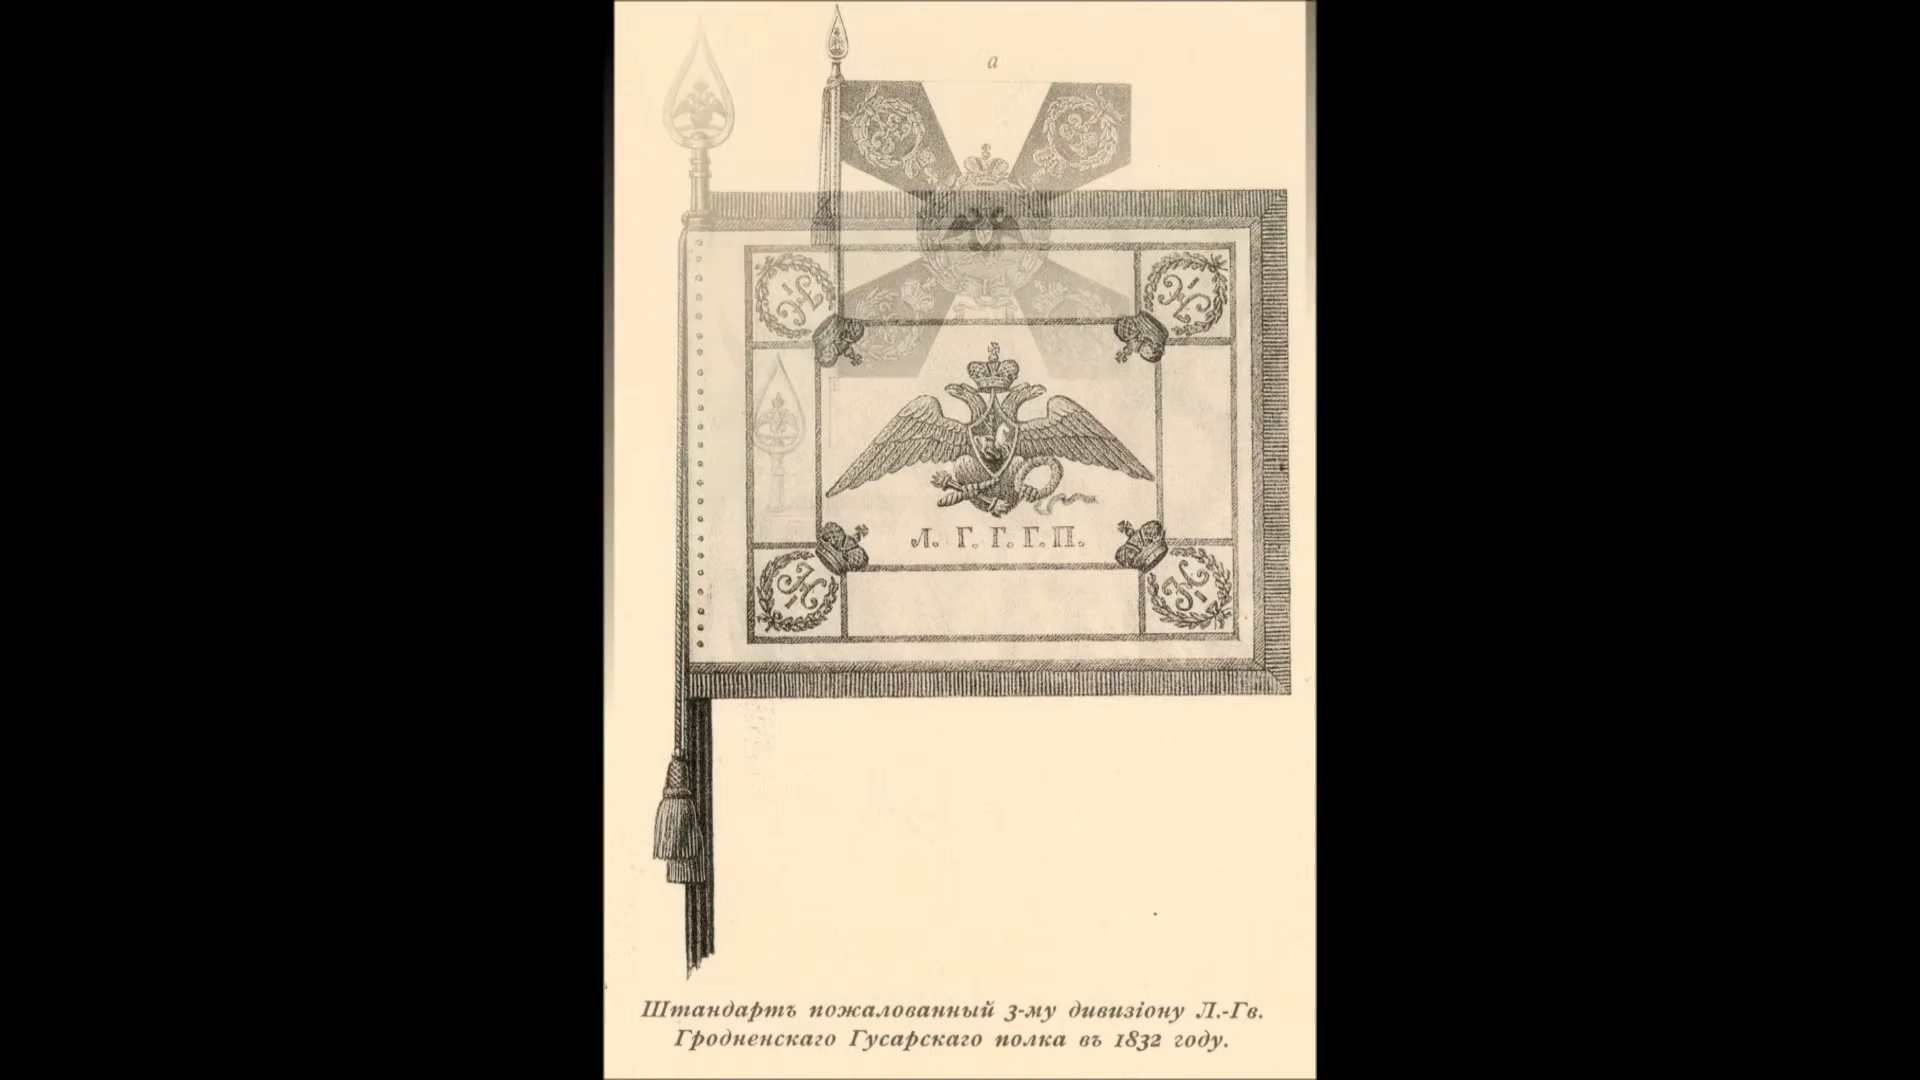 a
Л. Г. Г. Г. П.
Штандартъ пожалованный 3-му дивизіону Л.-Гв.
Гродненскаго Гусарскаго полка въ 1832 году.